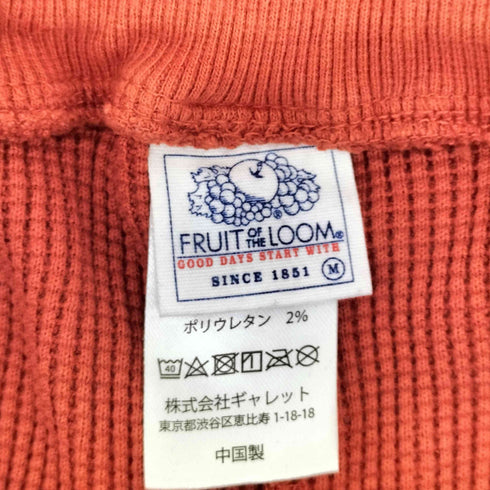 FRUIT OF THE LOOM®
GOOD DAYS START WITH
SINCE 1851 M
ポリウレタン 2%
40
株式会社ギャレット
東京都渋谷区恵比寿 1-18-18
中国製